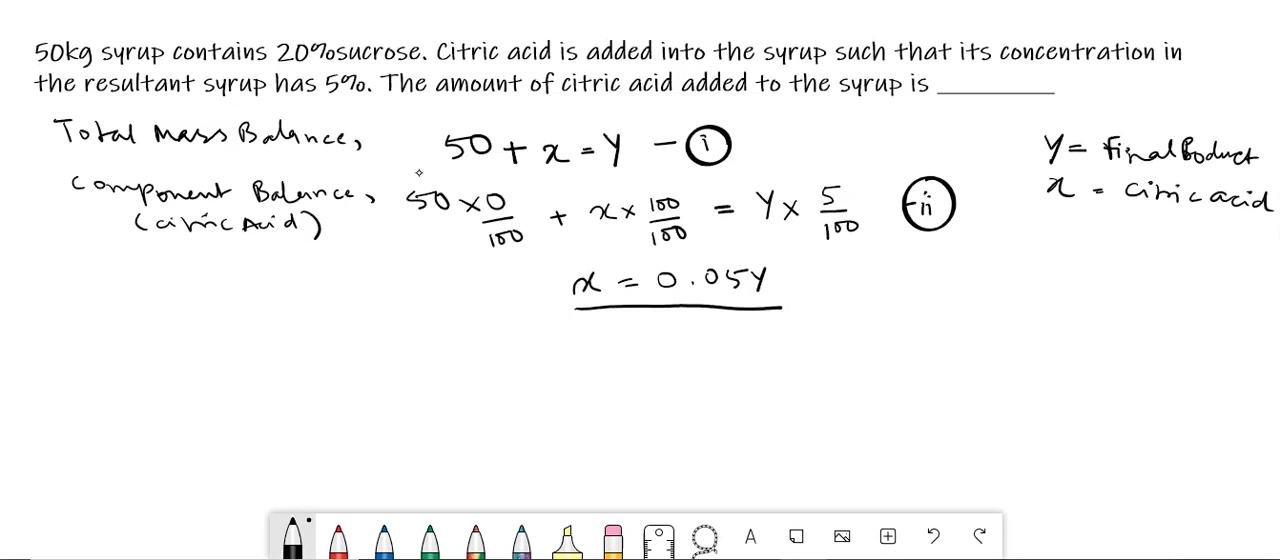 50kg syrup contains 20%sucrose. Citric acid is added into the syrup such that its concentration in
the resultant syrup has 5%. The amount of citric acid added to the syrup is __________
Total Mass Balance,
50 + x = Y - (i)
Y = Final Product
Component Balance,
(citric Acid)
50 × 0/100 + x × 100/100 = Y × 5/100 (ii)
x = citric acid
x = 0.05Y
A